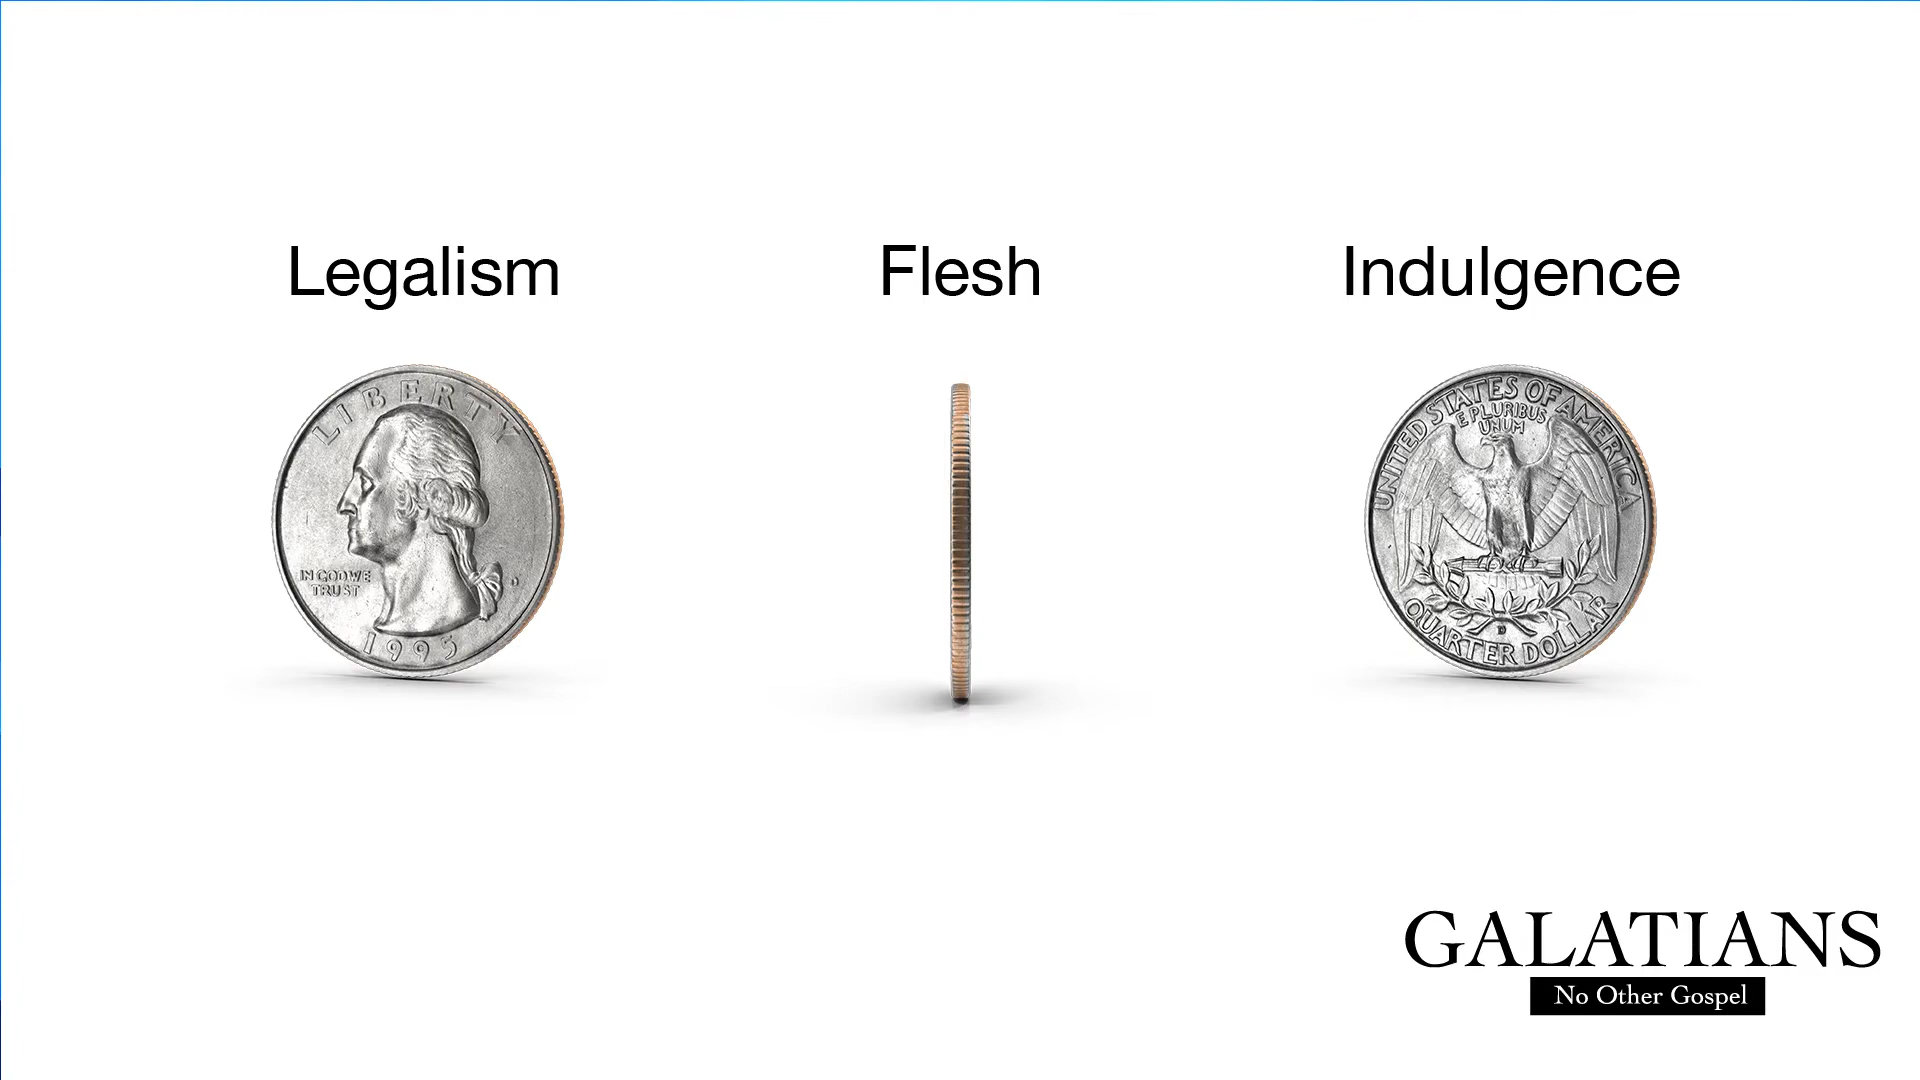 Legalism
Flesh
Indulgence
LIBERTY
IN GOD WE
TRUST
1995
D
UNITED STATES OF AMERICA
E PLURIBUS
UNUM
D
QUARTER DOLLAR
GALATIANS
No Other Gospel